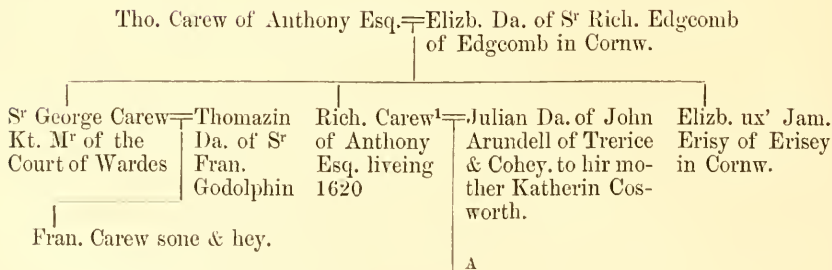 Tho. Carew of Anthony Esq.
Elizb. Da. of Sʳ Rich. Edgcomb
of Edgcomb in Cornw.
Sʳ George Carew
Kt. Mʳ of the
Court of Wardes
Thomazin
Da. of Sʳ
Fran.
Godolphin
Rich. Carew¹
of Anthony
Esq. liveing
1620
Julian Da. of John
Arundell of Trerice
& Cohey. to hir mo-
ther Katherin Cos-
worth.
Elizb. ux' Jam.
Erisy of Erisey
in Cornw.
Fran. Carew sone & hey.
A